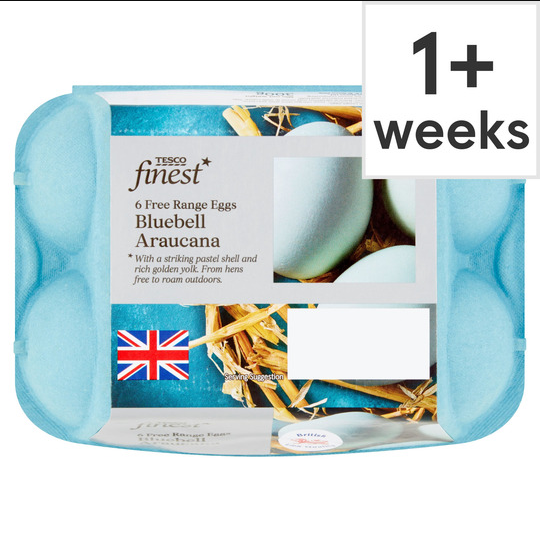 1+
weeks
TESCO
finest*
6 Free Range Eggs
Bluebell
Araucana
* With a striking pastel shell and
rich golden yolk. From hens
free to roam outdoors.
Serving Suggestion
finest*
6 Free Range Eggs
Bluebell
Araucana
British